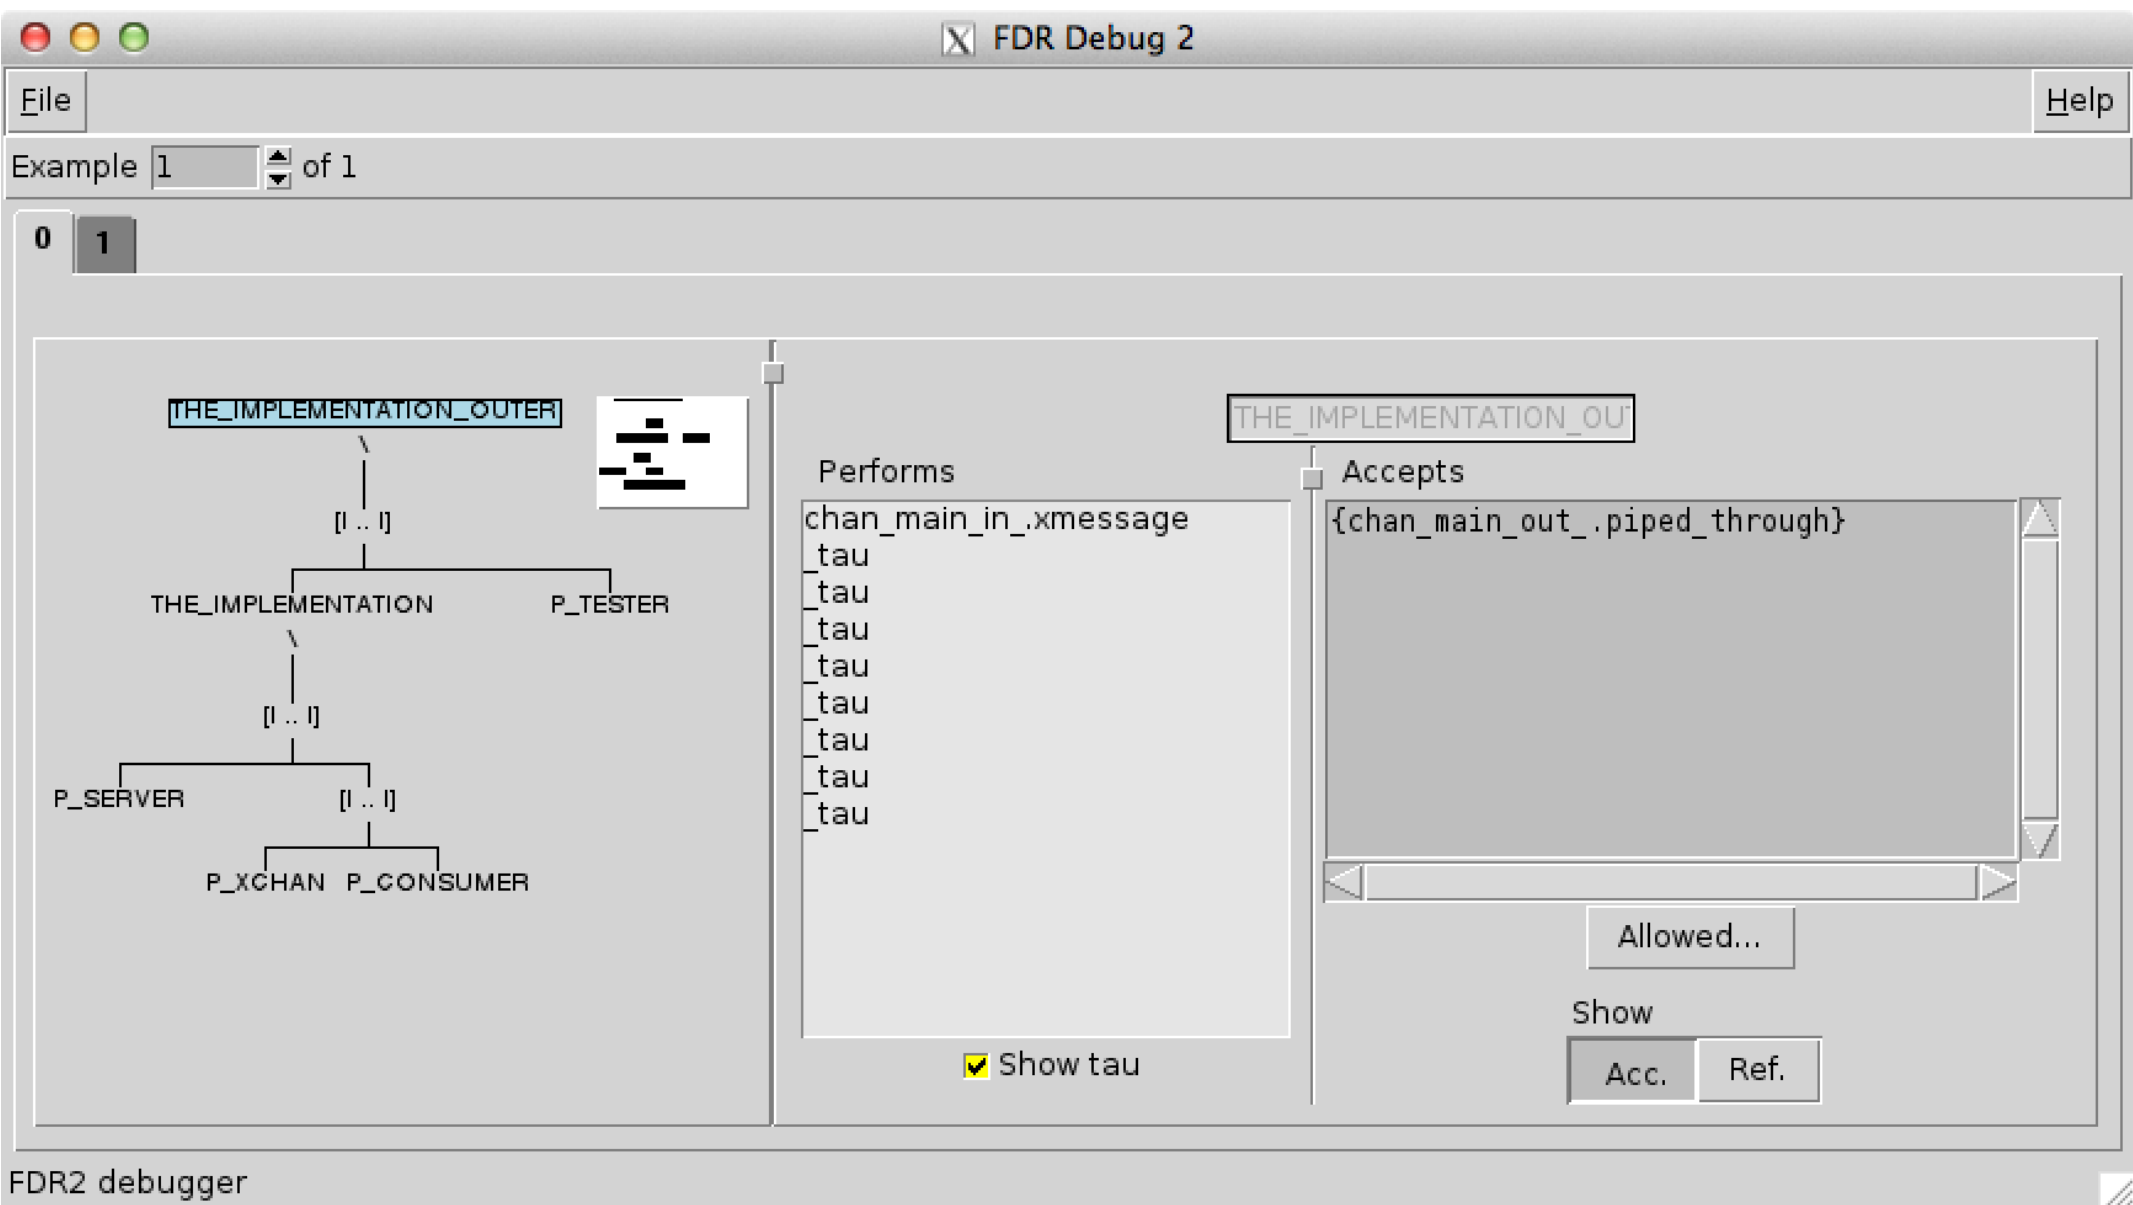 FDR Debug 2
File Help
Example 1 of 1
0 1
THE_IMPLEMENTATION_OUTER
\
[I .. I]
THE_IMPLEMENTATION P_TESTER
\
[I .. I]
P_SERVER [I .. I]
P_XCHAN P_CONSUMER
THE_IMPLEMENTATION_OU
Performs
chan_main_in_.xmessage
_tau
_tau
_tau
_tau
_tau
_tau
_tau
_tau
Show tau
Accepts
{chan_main_out_.piped_through}
Allowed...
Show
Acc. Ref.
FDR2 debugger